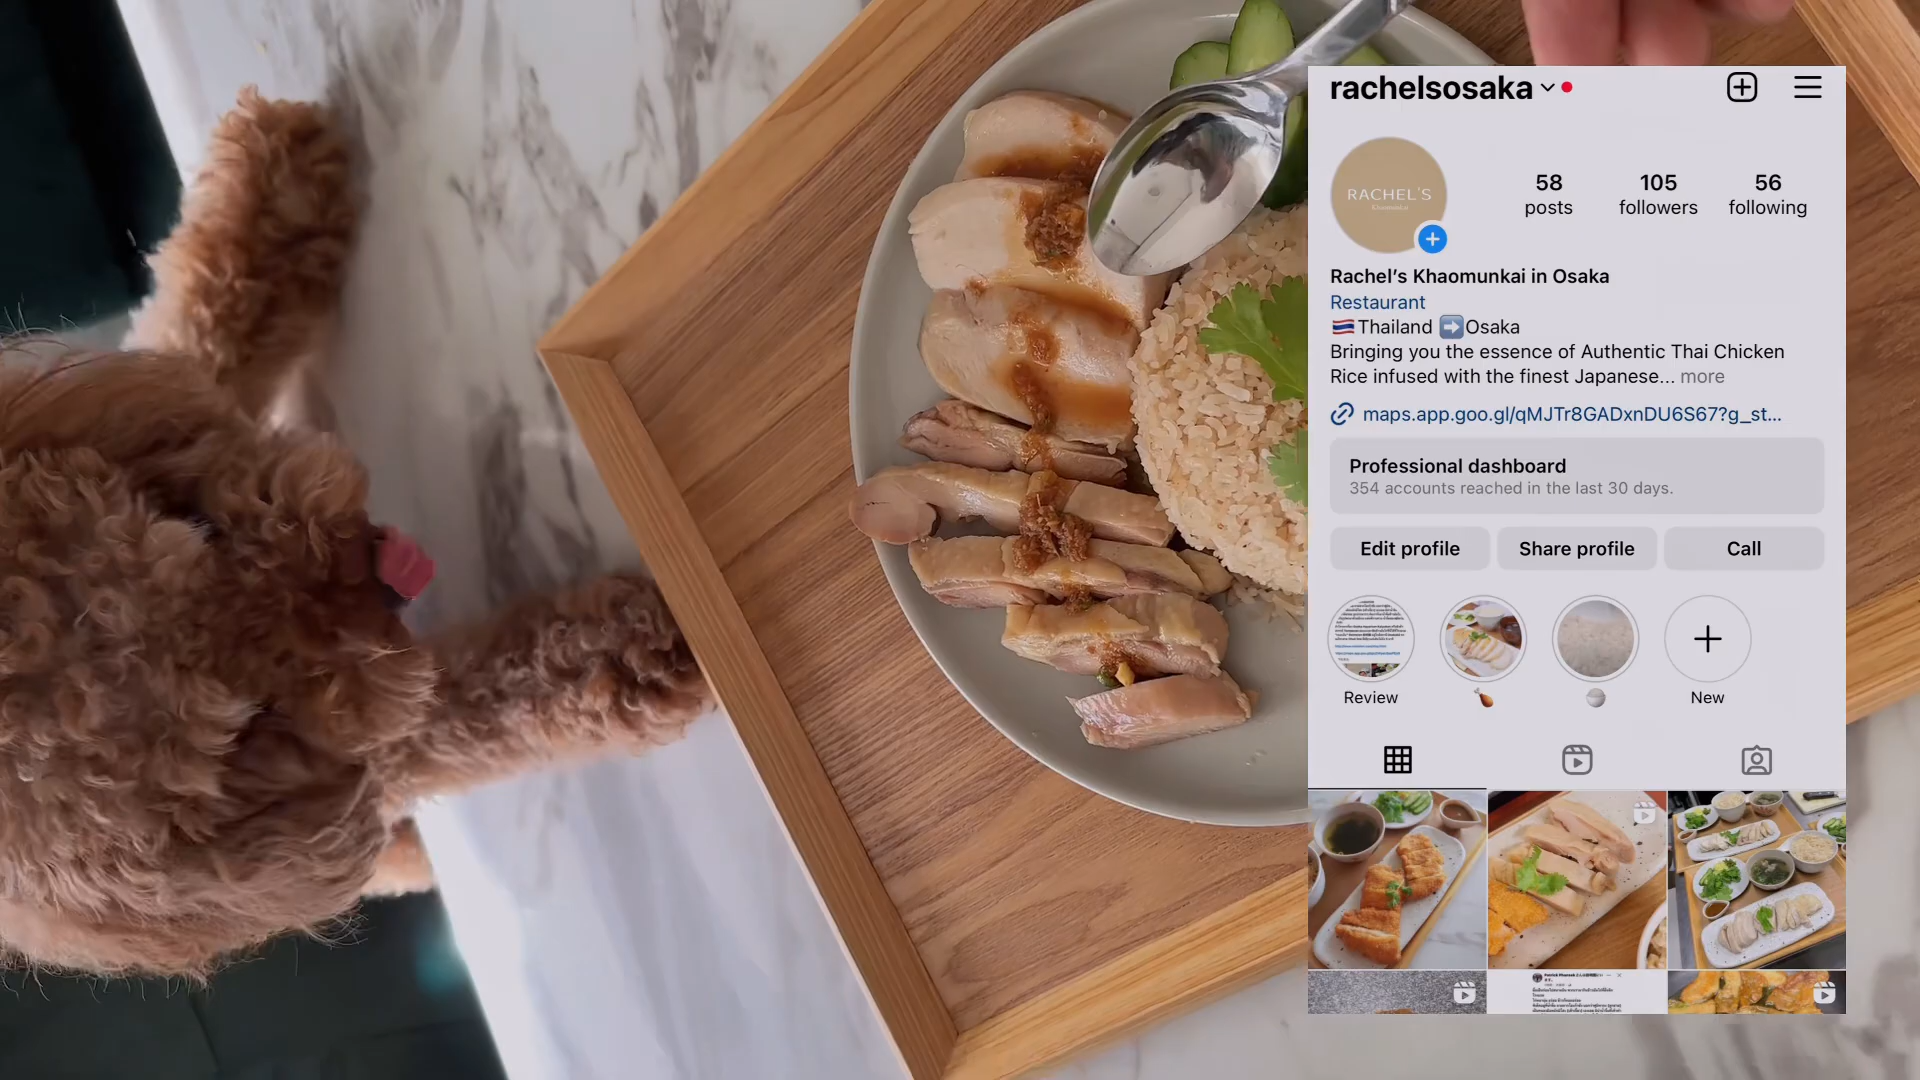 rachelsosaka
RACHEL'S
58
posts
105
followers
56
following
Rachel's Khaomunkai in Osaka
Restaurant
Thailand Osaka
Bringing you the essence of Authentic Thai Chicken
Rice infused with the finest Japanese... more
maps.app.goo.gl/qMJTr8GADxnDU6S67?g_st...
Professional dashboard
354 accounts reached in the last 30 days.
Edit profile
Share profile
Call
Review
New